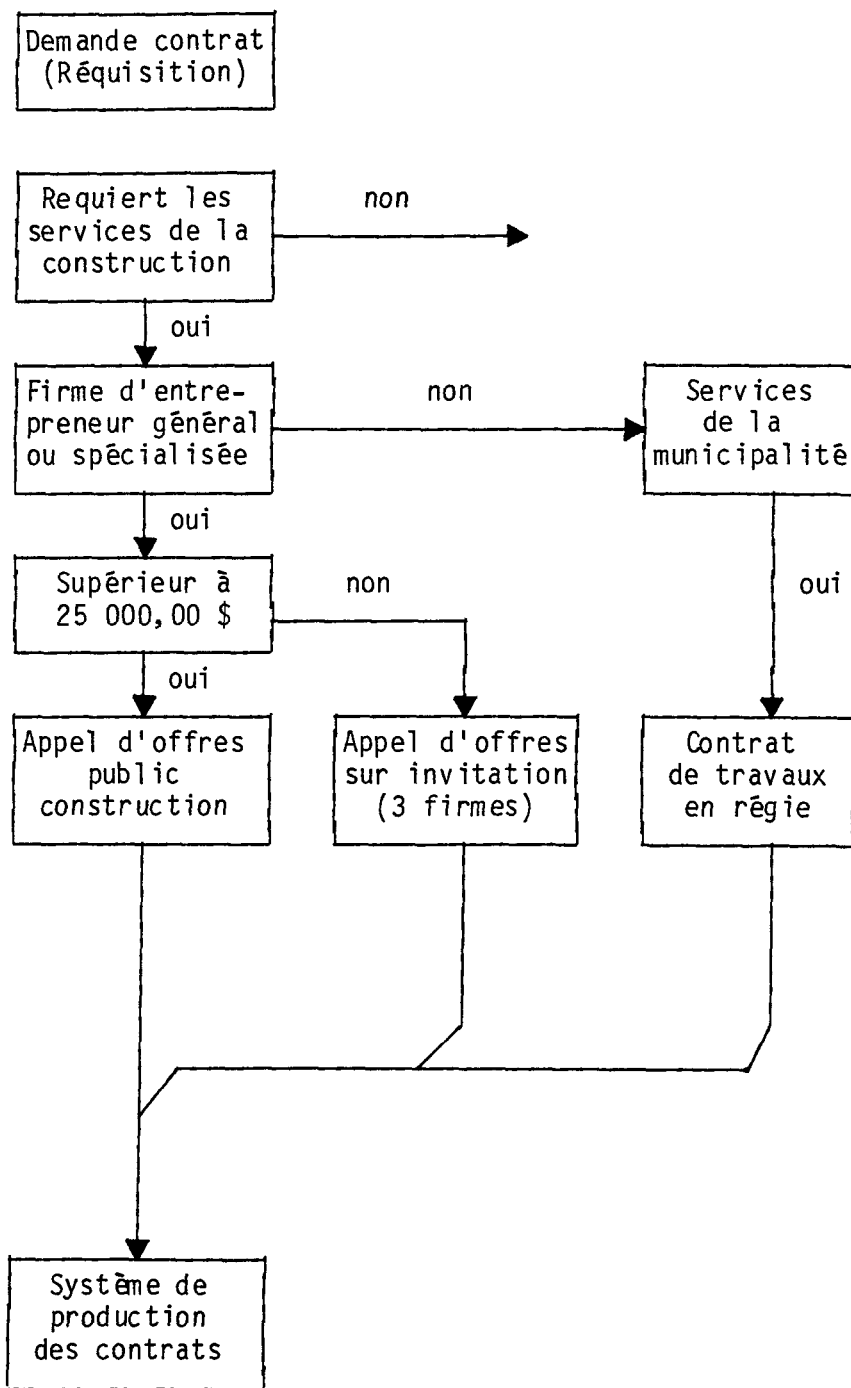 Demande contrat
(Réquisition)
Requiert les
services de la
construction
non
oui
Firme d'entre-
preneur général
ou spécialisée
non
Services
de la
municipalité
oui
Supérieur à
25 000,00 $
non
oui
oui
Appel d'offres
public
construction
Appel d'offres
sur invitation
(3 firmes)
Contrat
de travaux
en régie
Système de
production
des contrats